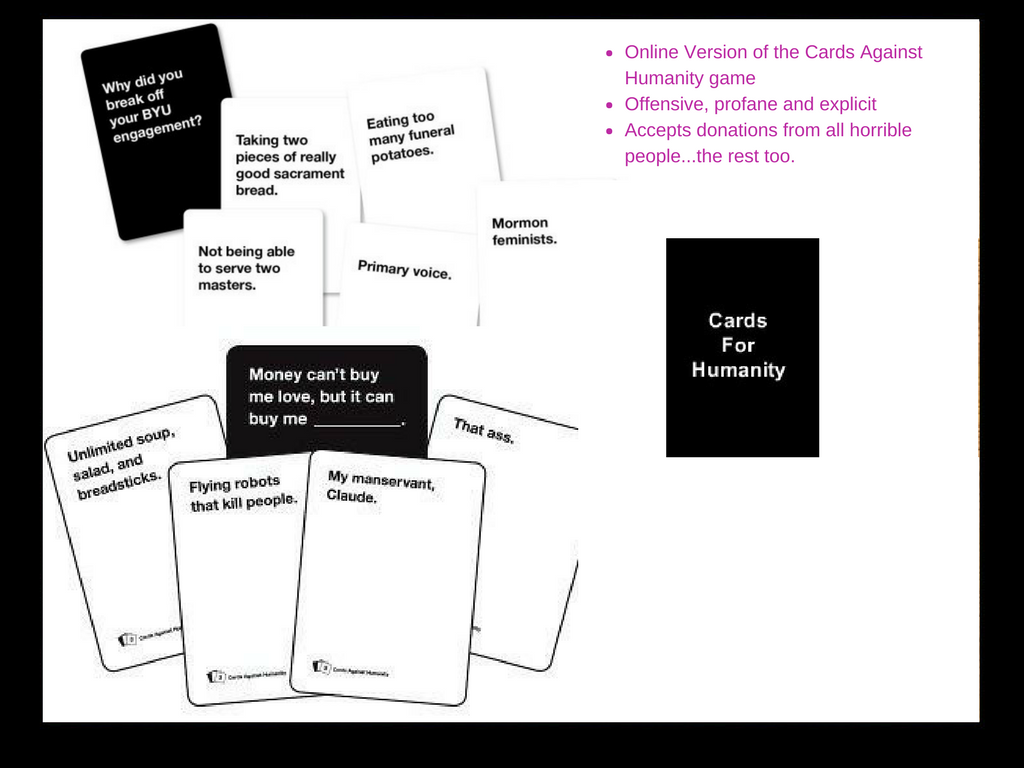 Why did you
break off
your BYU
engagement?
Taking two
pieces of really
good sacrament
bread.
Eating too
many funeral
potatoes.
Not being able
to serve two
masters.
Primary voice.
Mormon
feminists.
• Online Version of the Cards Against
Humanity game
• Offensive, profane and explicit
• Accepts donations from all horrible
people...the rest too.
Cards
For
Humanity
Money can't buy
me love, but it can
buy me __________.
Unlimited soup,
salad, and
breadsticks.
Cards Against
Flying robots
that kill people.
Cards Against Humanity
My manservant,
Claude.
Cards Against Humanity
That ass.